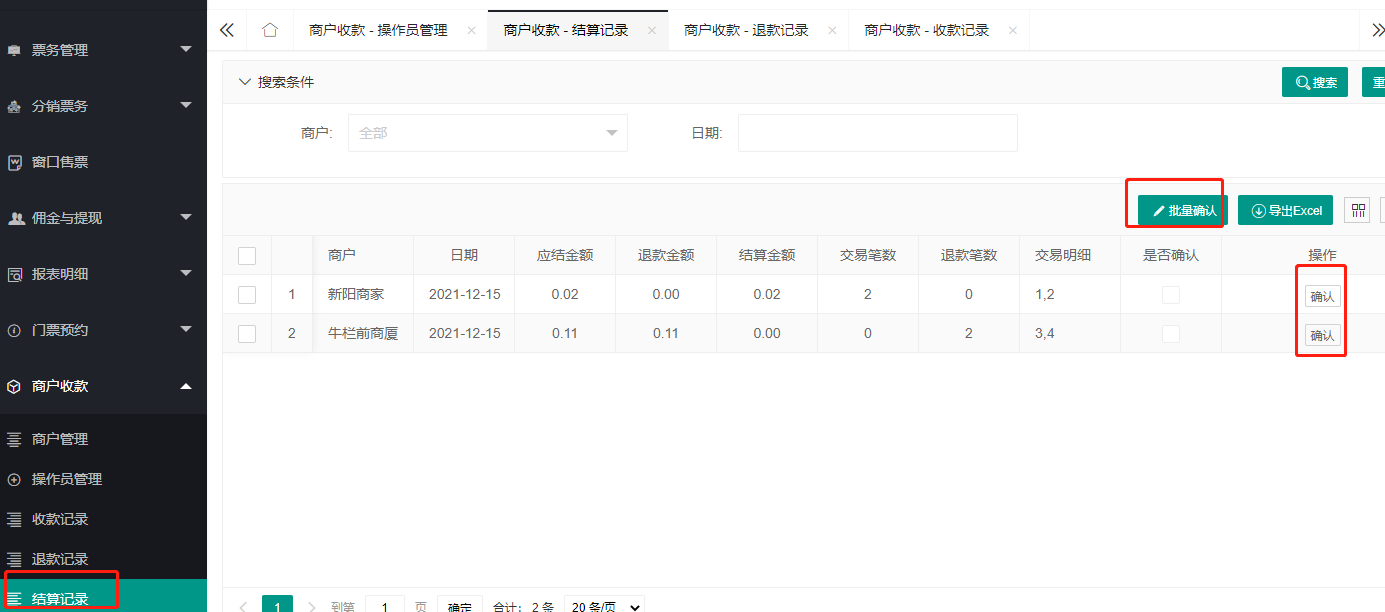 票务管理
分销票务
窗口售票
佣金与提现
报表明细
门票预约
商户收款
商户管理
操作员管理
收款记录
退款记录
结算记录
商户收款 - 操作员管理 商户收款 - 结算记录 商户收款 - 退款记录 商户收款 - 收款记录
搜索条件 搜索 重
商户: 全部 日期:
批量确认 导出Excel
商户 日期 应结金额 退款金额 结算金额 交易笔数 退款笔数 交易明细 是否确认 操作
1 新阳商家 2021-12-15 0.02 0.00 0.02 2 0 1,2 确认
2 牛栏前商厦 2021-12-15 0.11 0.11 0.00 0 2 3,4 确认
1 到第 1 页 确定 合计: 2 条 20 条/页